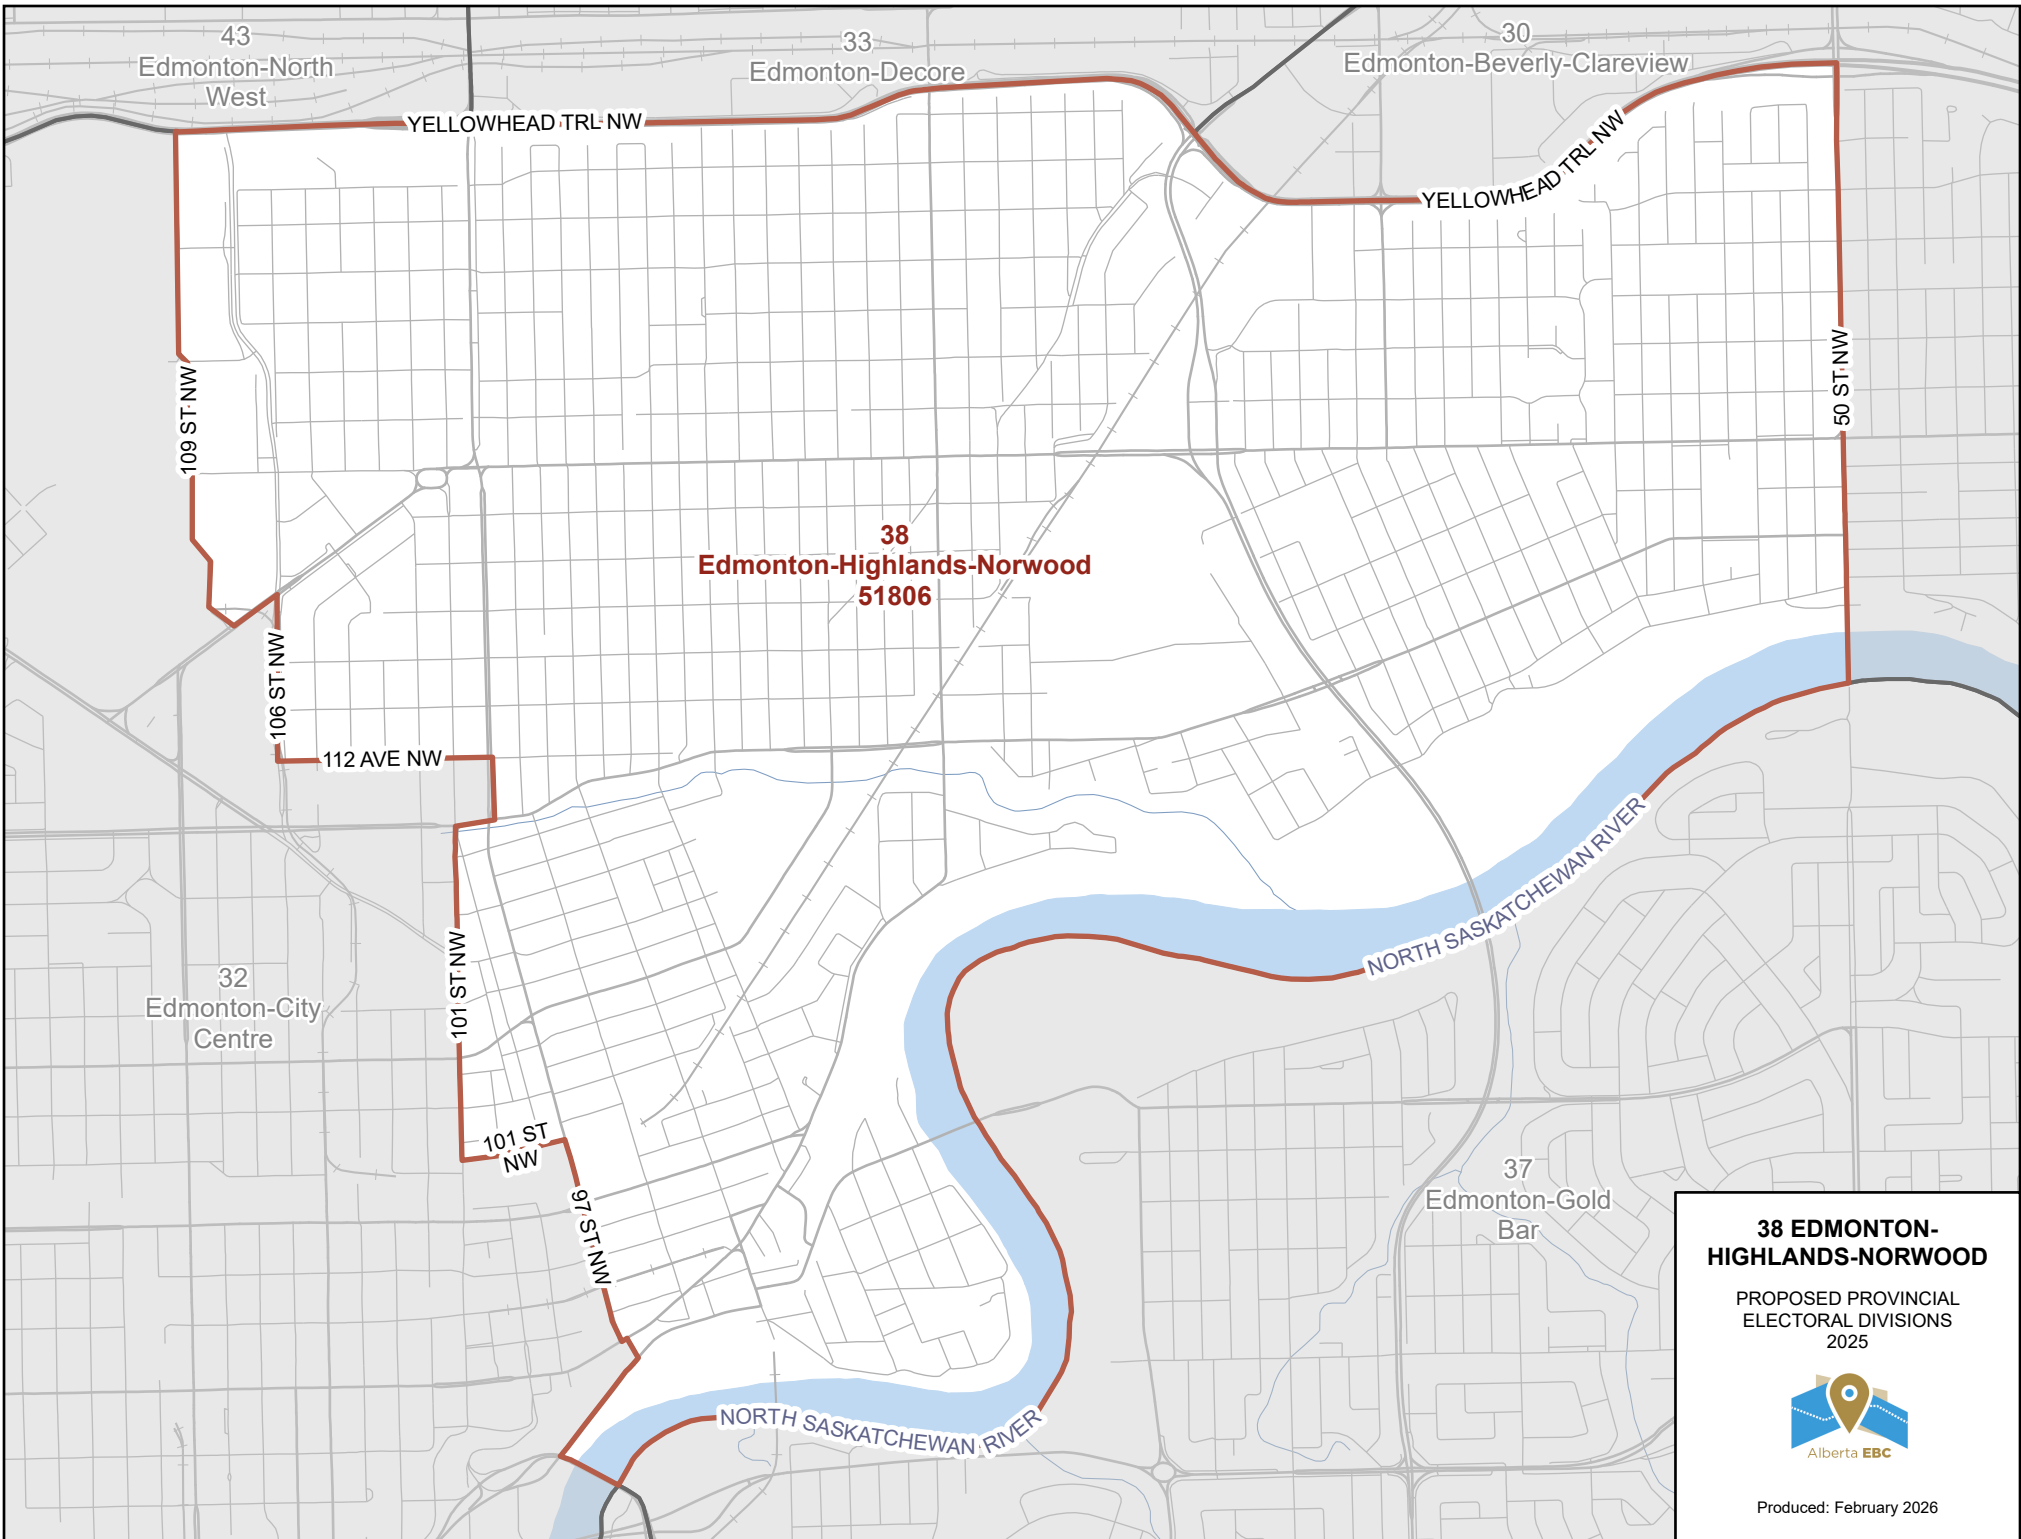 43
Edmonton-North
West
33
Edmonton-Decore
30
Edmonton-Beverly-Clareview
YELLOWHEAD TRL NW
YELLOWHEAD TRL NW
109 ST NW
50 ST NW
38
Edmonton-Highlands-Norwood
51806
106 ST NW
112 AVE NW
NORTH SASKATCHEWAN RIVER
101 ST NW
32
Edmonton-City
Centre
101 ST
NW
97 ST NW
37
Edmonton-Gold
Bar
NORTH SASKATCHEWAN RIVER
38 EDMONTON-
HIGHLANDS-NORWOOD
PROPOSED PROVINCIAL
ELECTORAL DIVISIONS
2025
Alberta EBC
Produced: February 2026